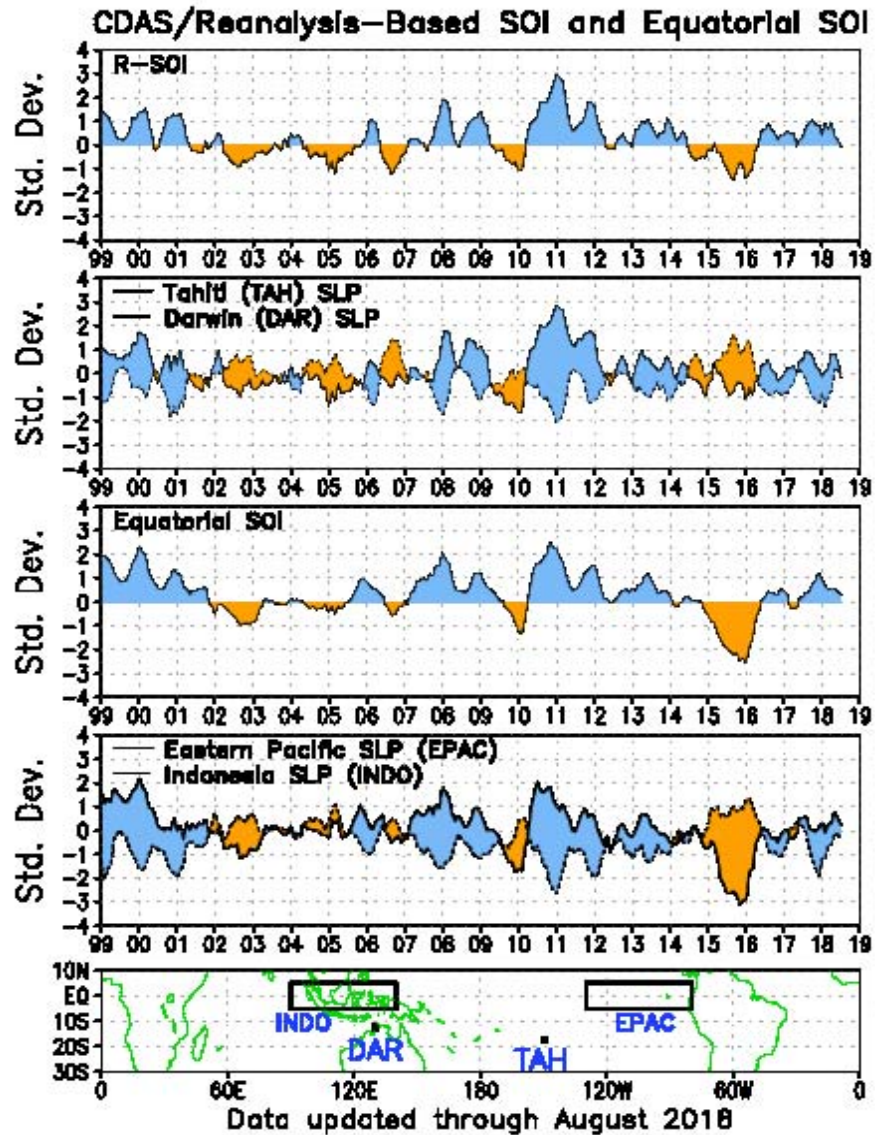 CDAS/Reanalysis-Based SOI and Equatorial SOI
Std. Dev.
4
3
2
1
0
-1
-2
-3
-4
R-SOI
99 00 01 02 03 04 05 06 07 08 09 10 11 12 13 14 15 16 17 18 19
Std. Dev.
4
3
2
1
0
-1
-2
-3
-4
Tahiti (TAH) SLP
Darwin (DAR) SLP
99 00 01 02 03 04 05 06 07 08 09 10 11 12 13 14 15 16 17 18 19
Std. Dev.
4
3
2
1
0
-1
-2
-3
-4
Equatorial SOI
99 00 01 02 03 04 05 06 07 08 09 10 11 12 13 14 15 16 17 18 19
Std. Dev.
4
3
2
1
0
-1
-2
-3
-4
Eastern Pacific SLP (EPAC)
Indonesia SLP (INDO)
99 00 01 02 03 04 05 06 07 08 09 10 11 12 13 14 15 16 17 18 19
10N
EQ
10S
20S
30S
INDO
EPAC
DAR
TAH
0 60E 120E 180 120W 60W 0
Data updated through August 2018